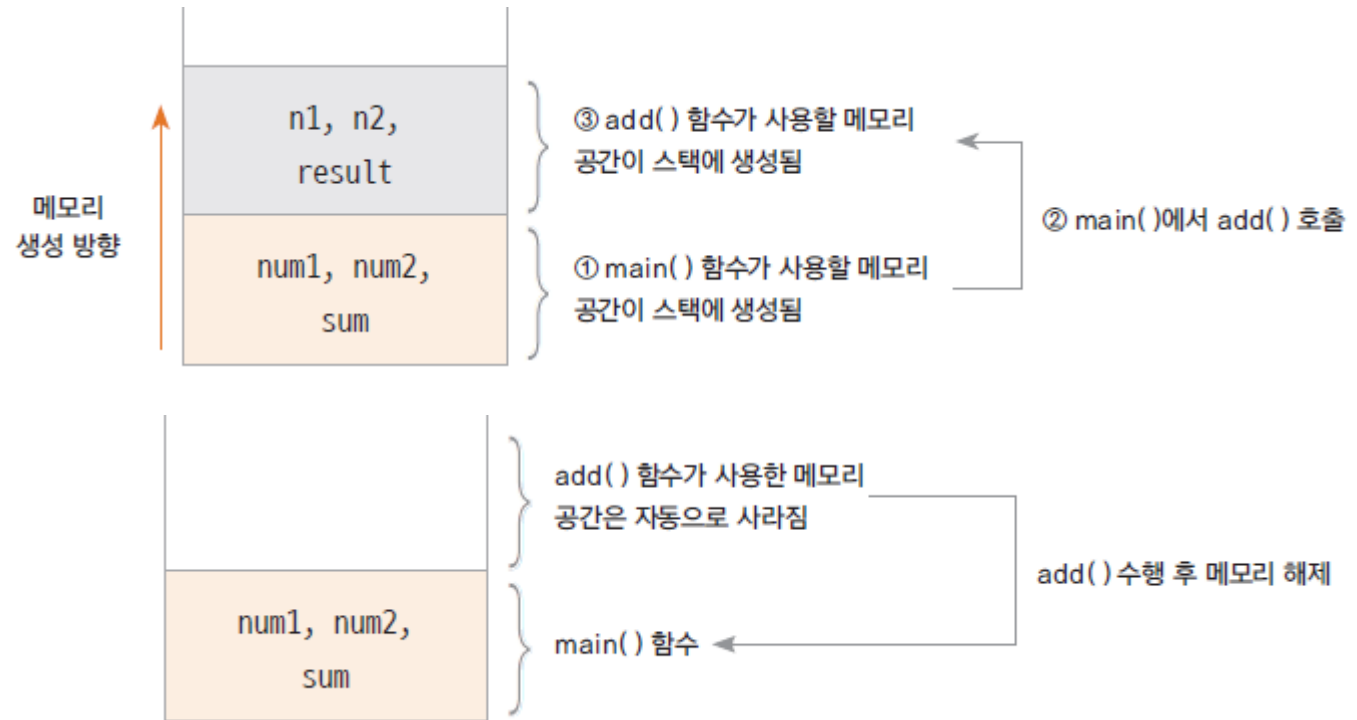 n1, n2,
result
③ add( ) 함수가 사용할 메모리
공간이 스택에 생성됨
메모리
생성 방향
② main( )에서 add( ) 호출
num1, num2,
sum
① main( ) 함수가 사용할 메모리
공간이 스택에 생성됨
add( ) 함수가 사용한 메모리
공간은 자동으로 사라짐
add( ) 수행 후 메모리 해제
num1, num2,
sum
main( ) 함수